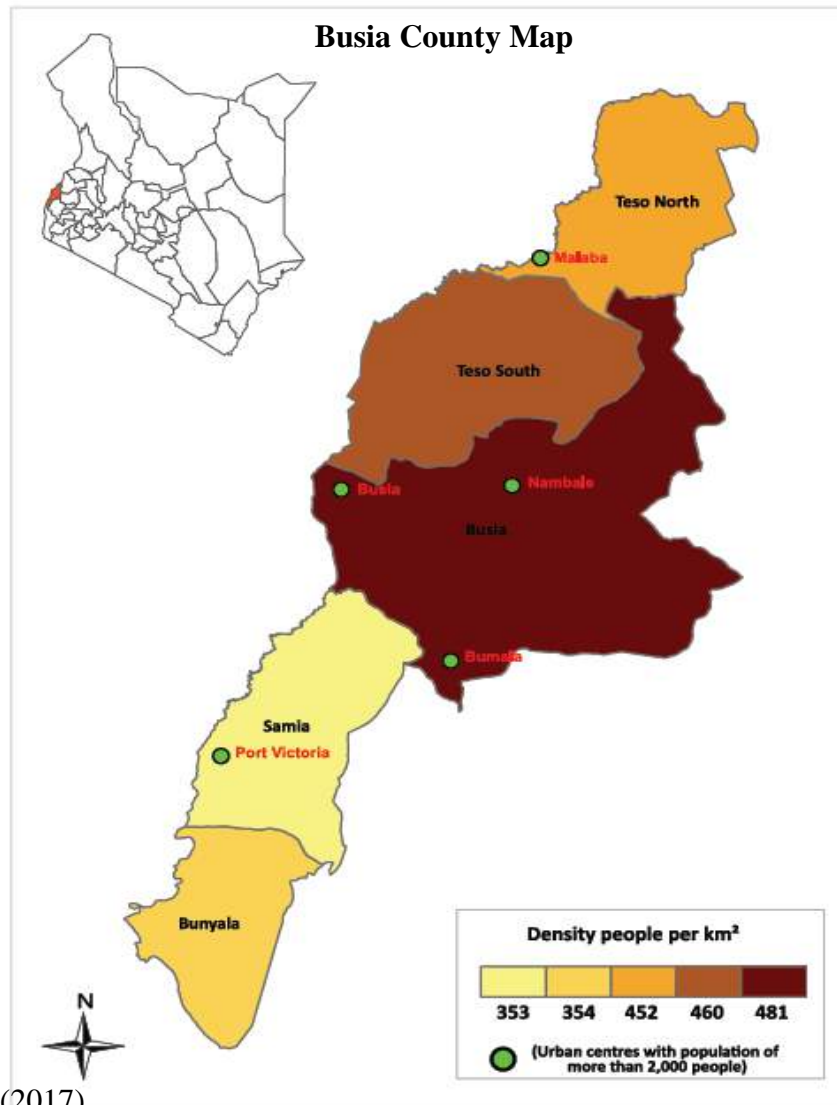 Busia County Map
Teso North
Malaba
Teso South
Busia
Nambale
Busia
Bumala
Samia
Port Victoria
Bunyala
Density people per km²
353 354 452 460 481
(Urban centres with population of
more than 2,000 people)
N
(2017)